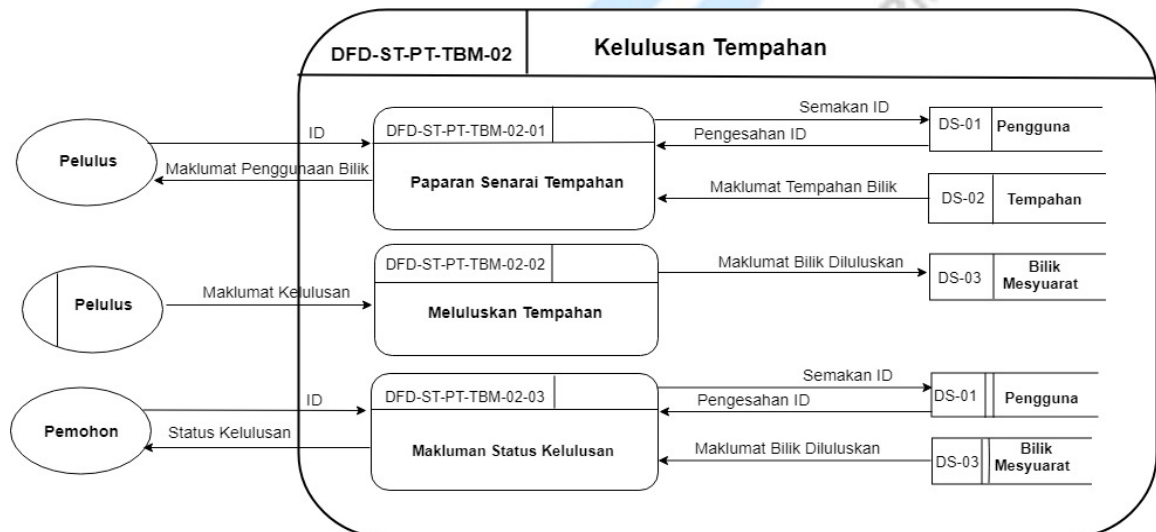 DFD-ST-PT-TBM-02
Kelulusan Tempahan
Pelulus
ID
Maklumat Penggunaan Bilik
DFD-ST-PT-TBM-02-01
Paparan Senarai Tempahan
Semakan ID
Pengesahan ID
Maklumat Tempahan Bilik
DS-01
Pengguna
DS-02
Tempahan
Pelulus
Maklumat Kelulusan
DFD-ST-PT-TBM-02-02
Meluluskan Tempahan
Maklumat Bilik Diluluskan
DS-03
Bilik
Mesyuarat
Pemohon
ID
Status Kelulusan
DFD-ST-PT-TBM-02-03
Makluman Status Kelulusan
Semakan ID
Pengesahan ID
Maklumat Bilik Diluluskan
DS-01
Pengguna
DS-03
Bilik
Mesyuarat